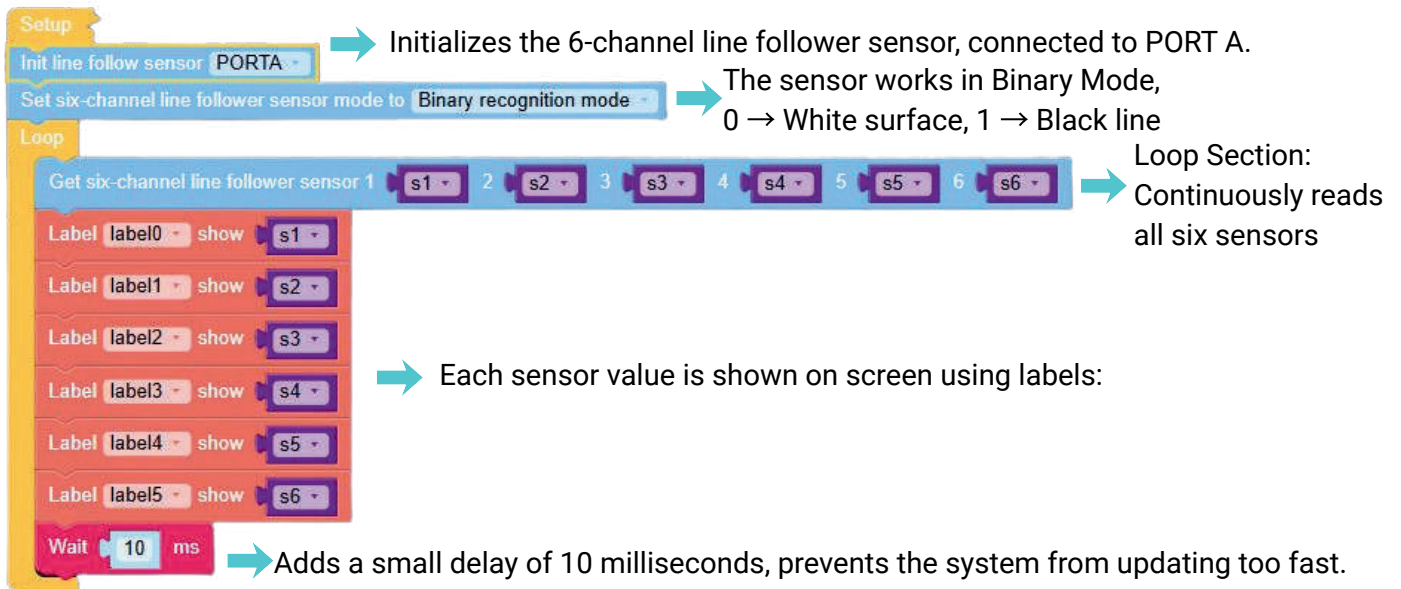 Setup
Init line follow sensor PORTA
Initializes the 6-channel line follower sensor, connected to PORT A.
Set six-channel line follower sensor mode to Binary recognition mode
The sensor works in Binary Mode,
0 → White surface, 1 → Black line
Loop
Get six-channel line follower sensor 1 s1 2 s2 3 s3 4 s4 5 s5 6 s6
Loop Section:
Continuously reads
all six sensors
Label label0 show s1
Label label1 show s2
Label label2 show s3
Label label3 show s4
Label label4 show s5
Label label5 show s6
Each sensor value is shown on screen using labels:
Wait 10 ms
Adds a small delay of 10 milliseconds, prevents the system from updating too fast.